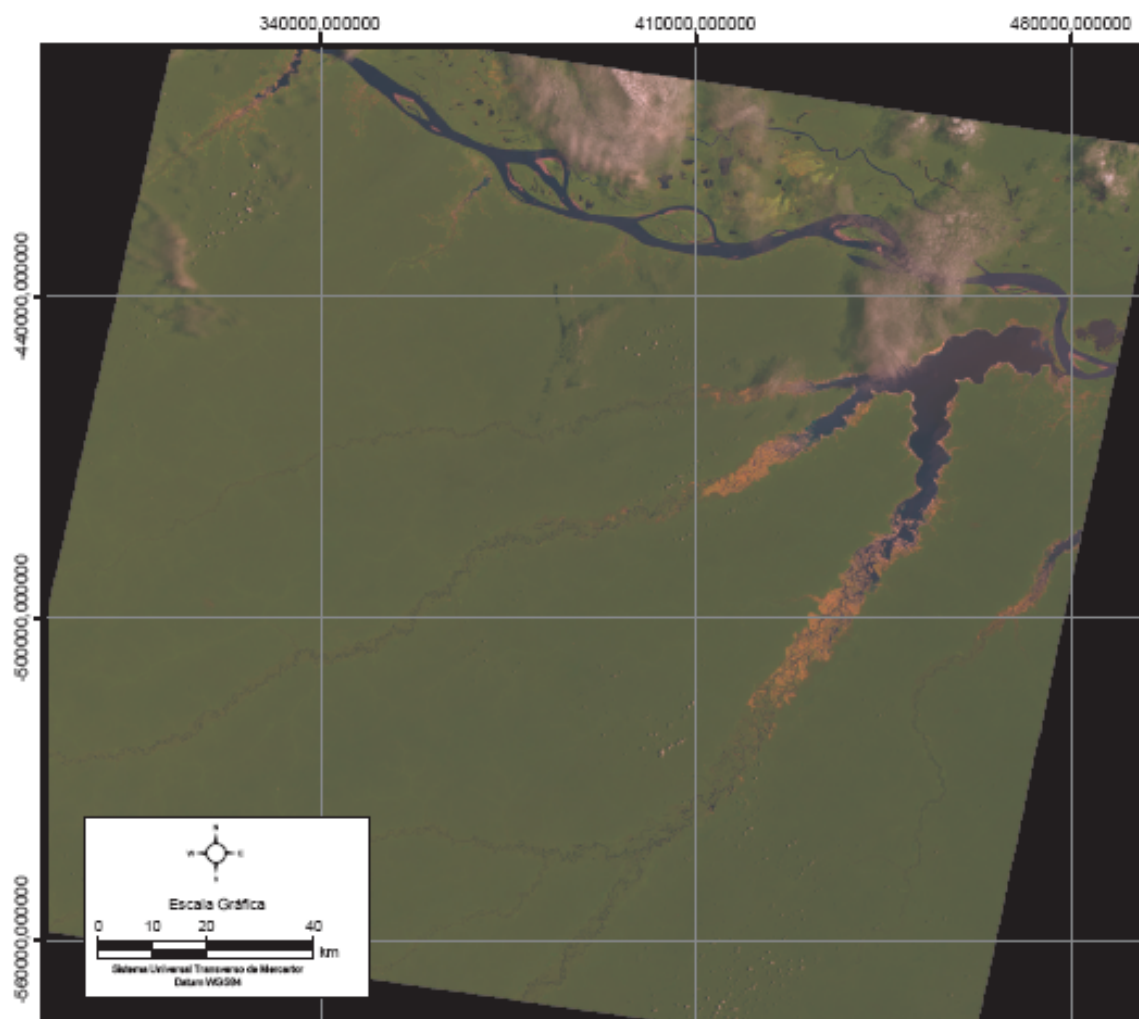 340000,000000
410000,000000
480000,000000
-440000,000000
-500000,000000
-560000,000000
N
W
E
S
Escala Gráfica
0
10
20
40
km
Sistema Universal Transverso de Mercartor
Datum WGS84